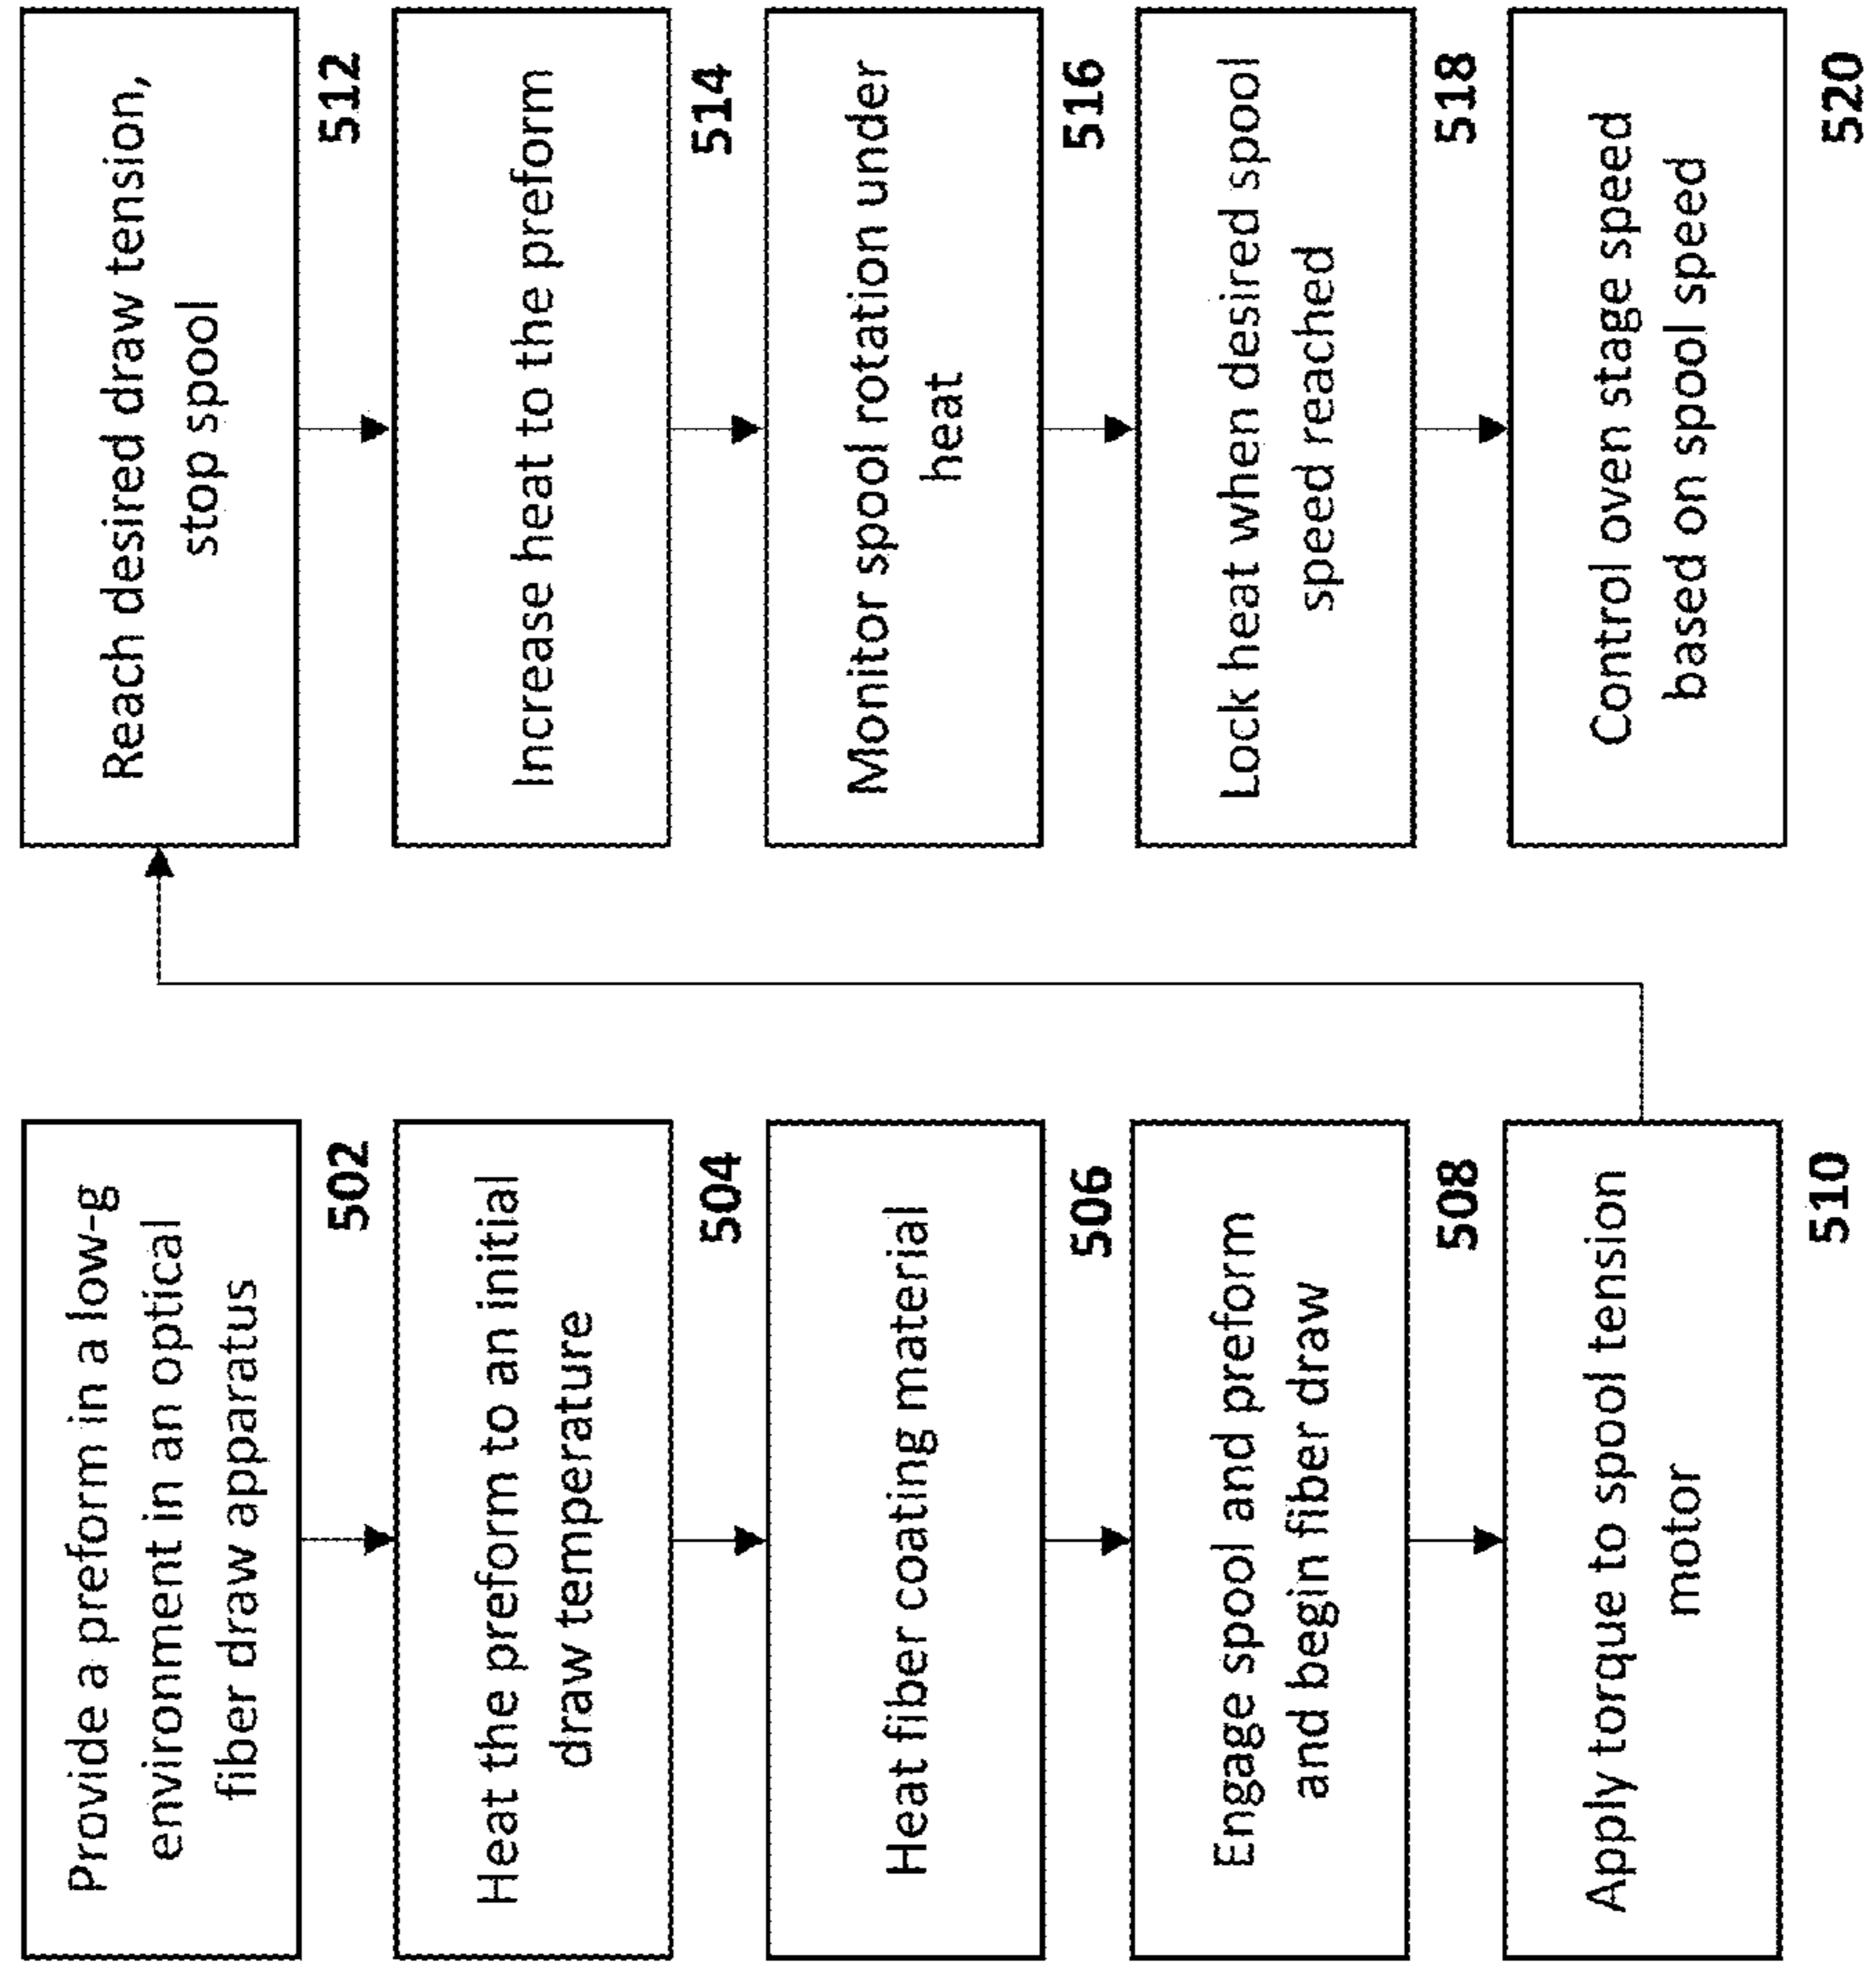 Provide a preform in a low-g
environment in an optical
fiber draw apparatus
502
Heat the preform to an initial
draw temperature
504
Heat fiber coating material
506
Engage spool and preform
and begin fiber draw
508
Apply torque to spool tension
motor
510
Reach desired draw tension,
stop spool
512
Increase heat to the preform
514
Monitor spool rotation under
heat
516
Lock heat when desired spool
speed reached
518
Control oven stage speed
based on spool speed
520